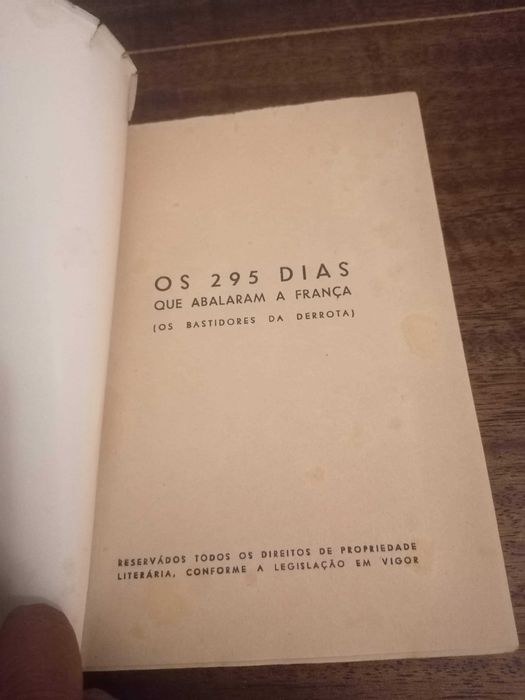 OS 295 DIAS
QUE ABALARAM A FRANÇA
(OS BASTIDORES DA DERROTA)
RESERVÁDOS TODOS OS DIREITOS DE PROPRIEDADE
LITERÁRIA, CONFORME A LEGISLAÇÃO EM VIGOR